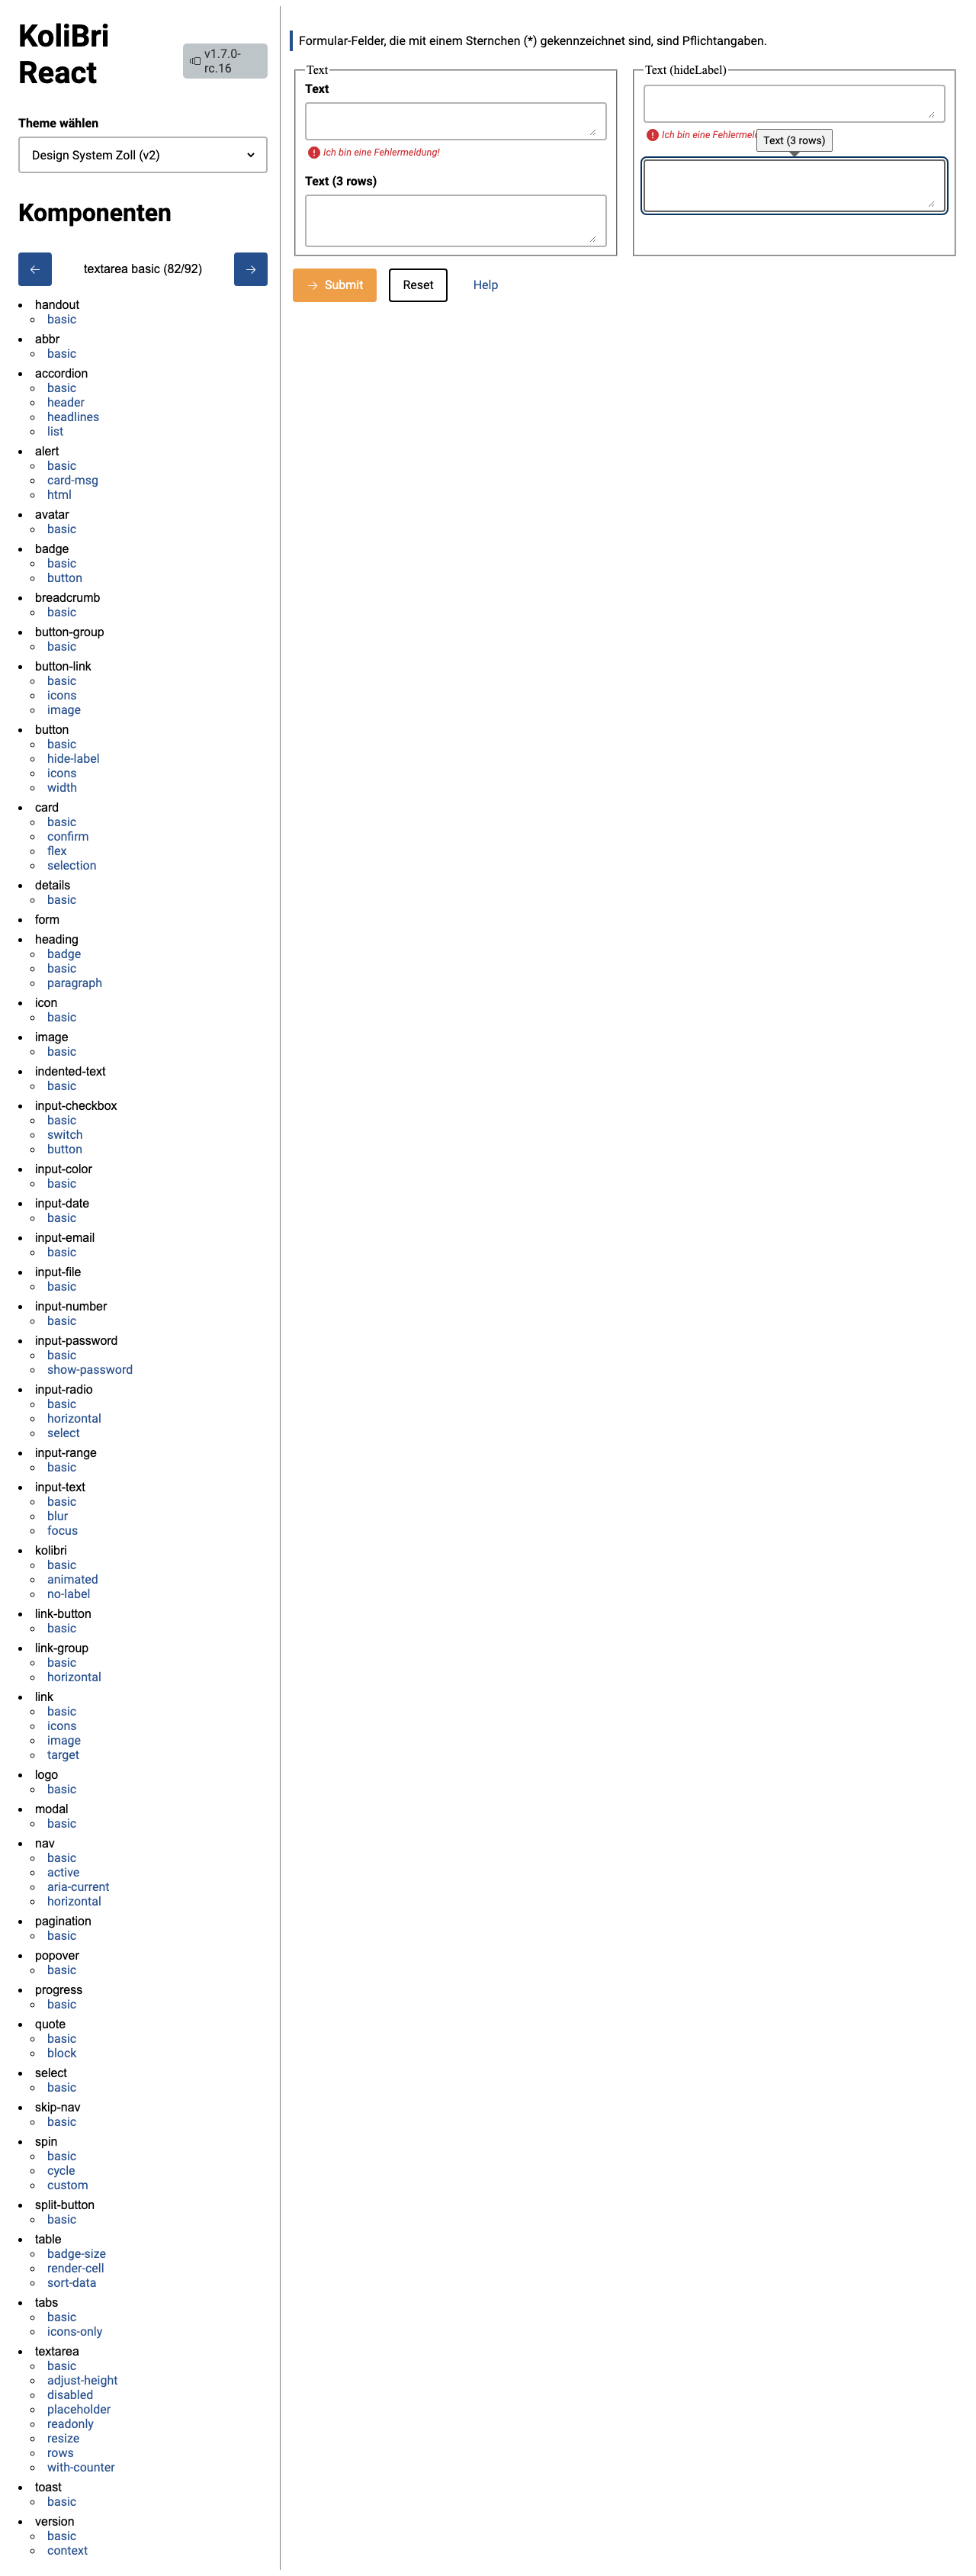 KoliBri
React
v1.7.0-
rc.16
Theme wählen
Design System Zoll (v2)
Komponenten
← textarea basic (82/92) →
handout
basic
abbr
basic
accordion
basic
header
headlines
list
alert
basic
card-msg
html
avatar
basic
badge
basic
button
breadcrumb
basic
button-group
basic
button-link
basic
icons
image
button
basic
hide-label
icons
width
card
basic
confirm
flex
selection
details
basic
form
heading
badge
basic
paragraph
icon
basic
image
basic
indented-text
basic
input-checkbox
basic
switch
button
input-color
basic
input-date
basic
input-email
basic
input-file
basic
input-number
basic
input-password
basic
show-password
input-radio
basic
horizontal
select
input-range
basic
input-text
basic
blur
focus
kolibri
basic
animated
no-label
link-button
basic
link-group
basic
horizontal
link
basic
icons
image
target
logo
basic
modal
basic
nav
basic
active
aria-current
horizontal
pagination
basic
popover
basic
progress
basic
quote
basic
block
select
basic
skip-nav
basic
spin
basic
cycle
custom
split-button
basic
table
badge-size
render-cell
sort-data
tabs
basic
icons-only
textarea
basic
adjust-height
disabled
placeholder
readonly
resize
rows
with-counter
toast
basic
version
basic
context
Formular-Felder, die mit einem Sternchen (*) gekennzeichnet sind, sind Pflichtangaben.
Text
Text
Ich bin eine Fehlermeldung!
Text (3 rows)
Text (hideLabel)
Ich bin eine Fehlermel
Text (3 rows)
→ Submit
Reset
Help